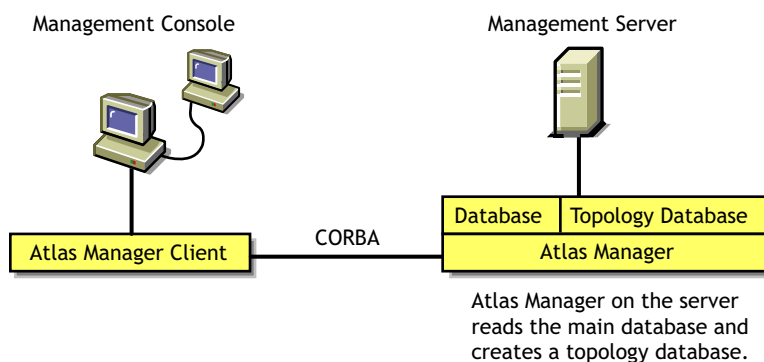 Management Console
Management Server
Database
Topology Database
Atlas Manager Client
CORBA
Atlas Manager
Atlas Manager on the server
reads the main database and
creates a topology database.